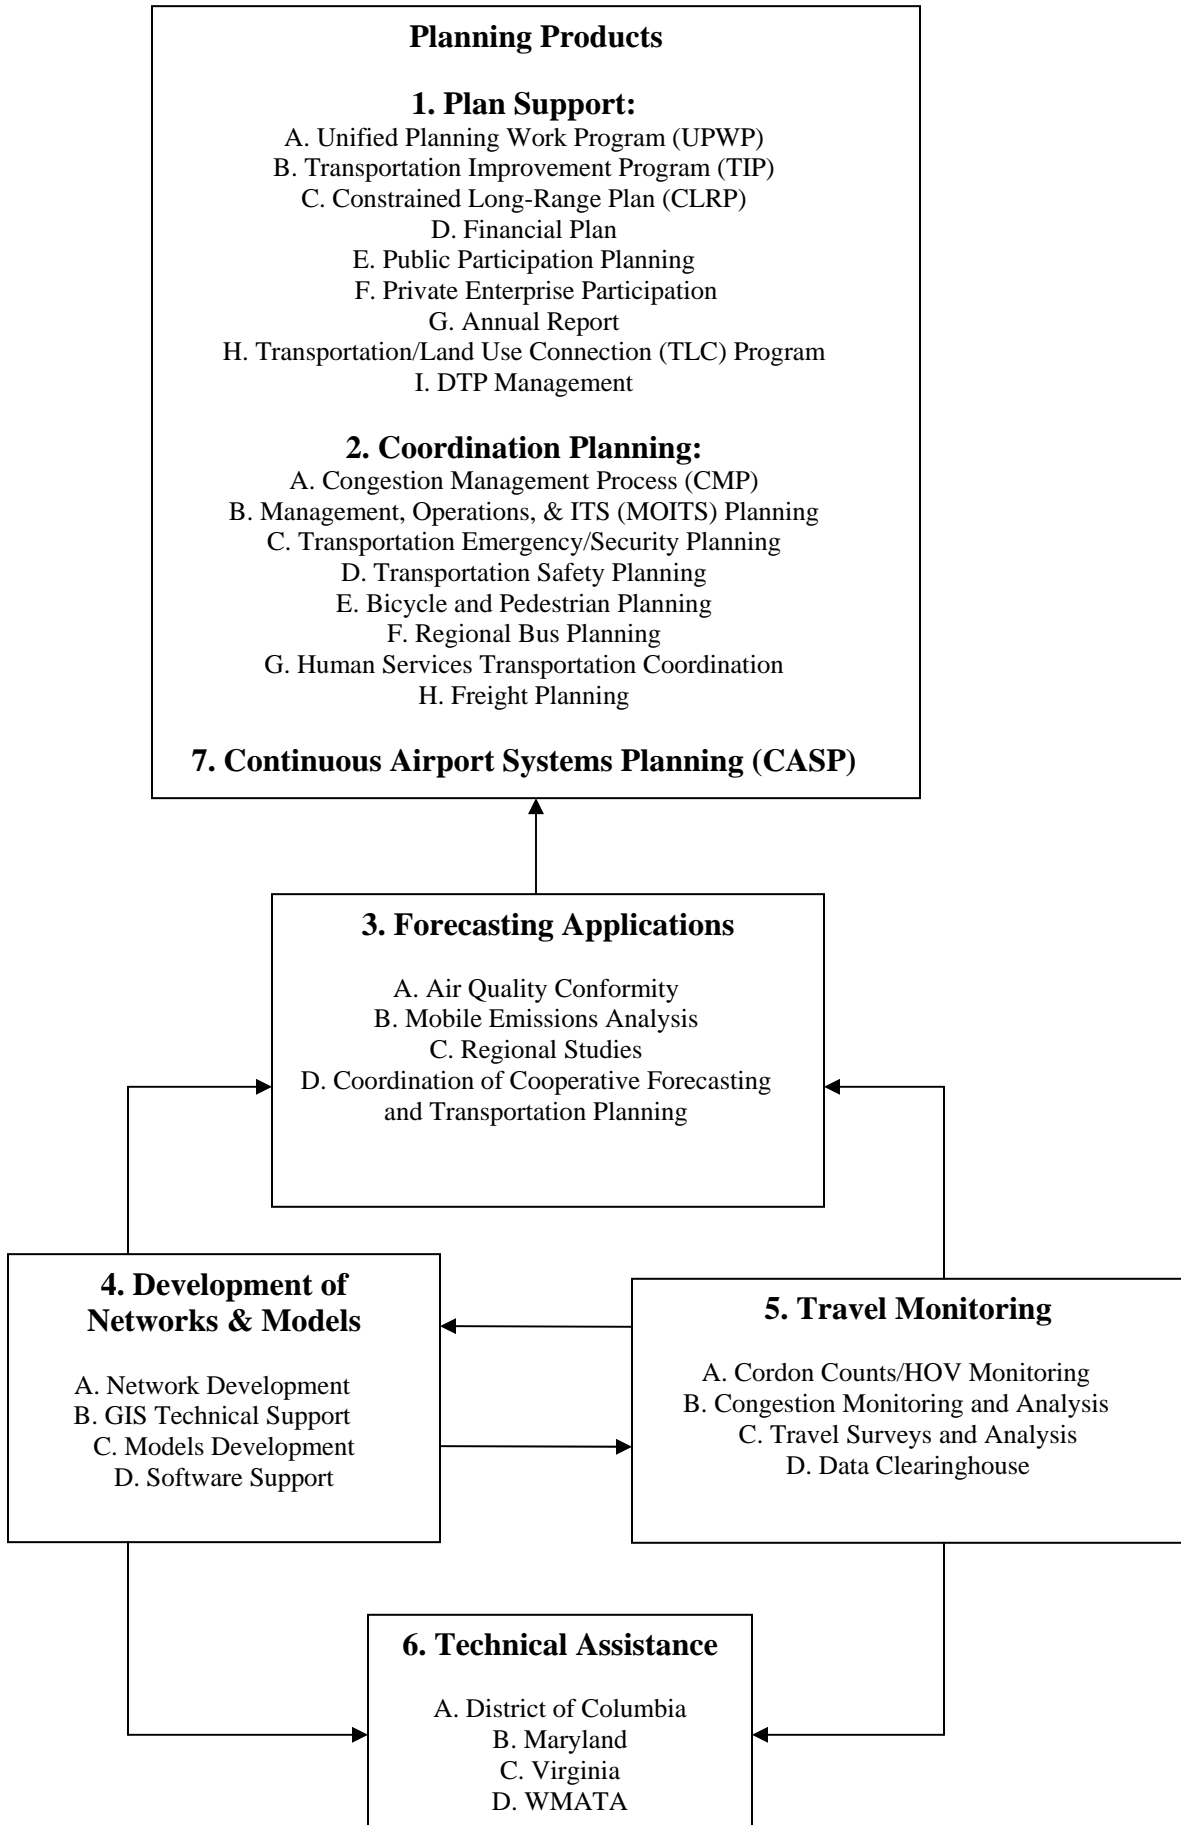 Planning Products
1. Plan Support:
A. Unified Planning Work Program (UPWP)
B. Transportation Improvement Program (TIP)
C. Constrained Long-Range Plan (CLRP)
D. Financial Plan
E. Public Participation Planning
F. Private Enterprise Participation
G. Annual Report
H. Transportation/Land Use Connection (TLC) Program
I. DTP Management
2. Coordination Planning:
A. Congestion Management Process (CMP)
B. Management, Operations, & ITS (MOITS) Planning
C. Transportation Emergency/Security Planning
D. Transportation Safety Planning
E. Bicycle and Pedestrian Planning
F. Regional Bus Planning
G. Human Services Transportation Coordination
H. Freight Planning
7. Continuous Airport Systems Planning (CASP)
3. Forecasting Applications
A. Air Quality Conformity
B. Mobile Emissions Analysis
C. Regional Studies
D. Coordination of Cooperative Forecasting
and Transportation Planning
4. Development of
Networks & Models
A. Network Development
B. GIS Technical Support
C. Models Development
D. Software Support
5. Travel Monitoring
A. Cordon Counts/HOV Monitoring
B. Congestion Monitoring and Analysis
C. Travel Surveys and Analysis
D. Data Clearinghouse
6. Technical Assistance
A. District of Columbia
B. Maryland
C. Virginia
D. WMATA